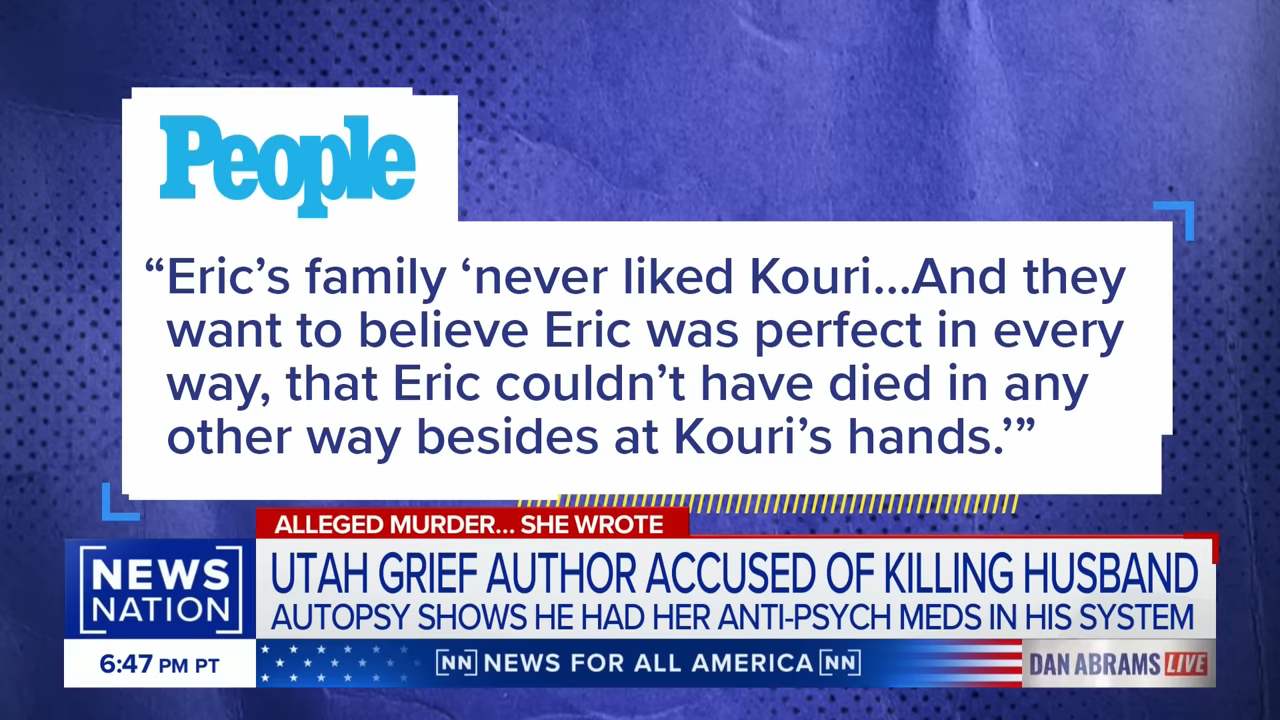 People
“Eric’s family ‘never liked Kouri...And they
want to believe Eric was perfect in every
way, that Eric couldn’t have died in any
other way besides at Kouri’s hands.’”
ALLEGED MURDER... SHE WROTE
NEWS
NATION
UTAH GRIEF AUTHOR ACCUSED OF KILLING HUSBAND
AUTOPSY SHOWS HE HAD HER ANTI-PSYCH MEDS IN HIS SYSTEM
6:47 PM PT
NN NEWS FOR ALL AMERICA NN
DAN ABRAMS LIVE